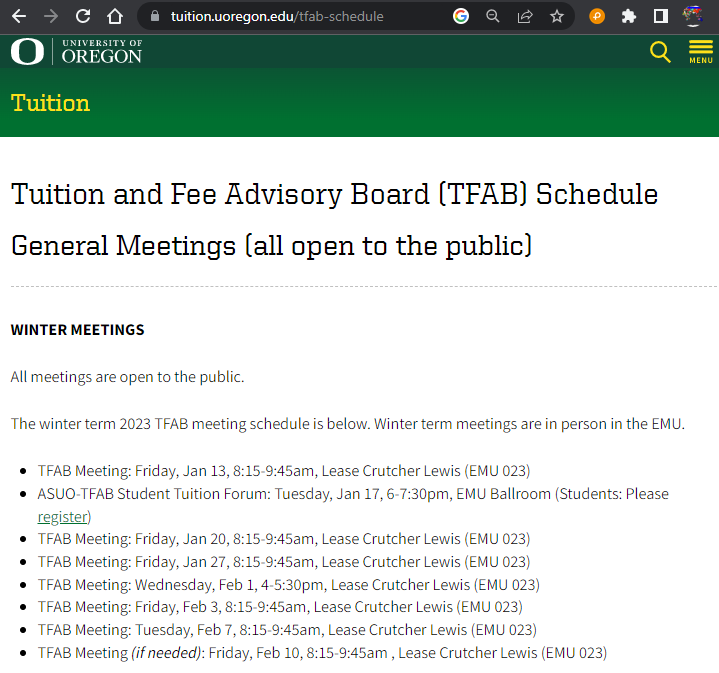 tuition.uoregon.edu/tfab-schedule
UNIVERSITY OF
OREGON
MENU
Tuition
Tuition and Fee Advisory Board (TFAB) Schedule
General Meetings (all open to the public)
WINTER MEETINGS
All meetings are open to the public.
The winter term 2023 TFAB meeting schedule is below. Winter term meetings are in person in the EMU.
TFAB Meeting: Friday, Jan 13, 8:15-9:45am, Lease Crutcher Lewis (EMU 023)
ASUO-TFAB Student Tuition Forum: Tuesday, Jan 17, 6-7:30pm, EMU Ballroom (Students: Please
register)
TFAB Meeting: Friday, Jan 20, 8:15-9:45am, Lease Crutcher Lewis (EMU 023)
TFAB Meeting: Friday, Jan 27, 8:15-9:45am, Lease Crutcher Lewis (EMU 023)
TFAB Meeting: Wednesday, Feb 1, 4-5:30pm, Lease Crutcher Lewis (EMU 023)
TFAB Meeting: Friday, Feb 3, 8:15-9:45am, Lease Crutcher Lewis (EMU 023)
TFAB Meeting: Tuesday, Feb 7, 8:15-9:45am, Lease Crutcher Lewis (EMU 023)
TFAB Meeting (if needed): Friday, Feb 10, 8:15-9:45am , Lease Crutcher Lewis (EMU 023)